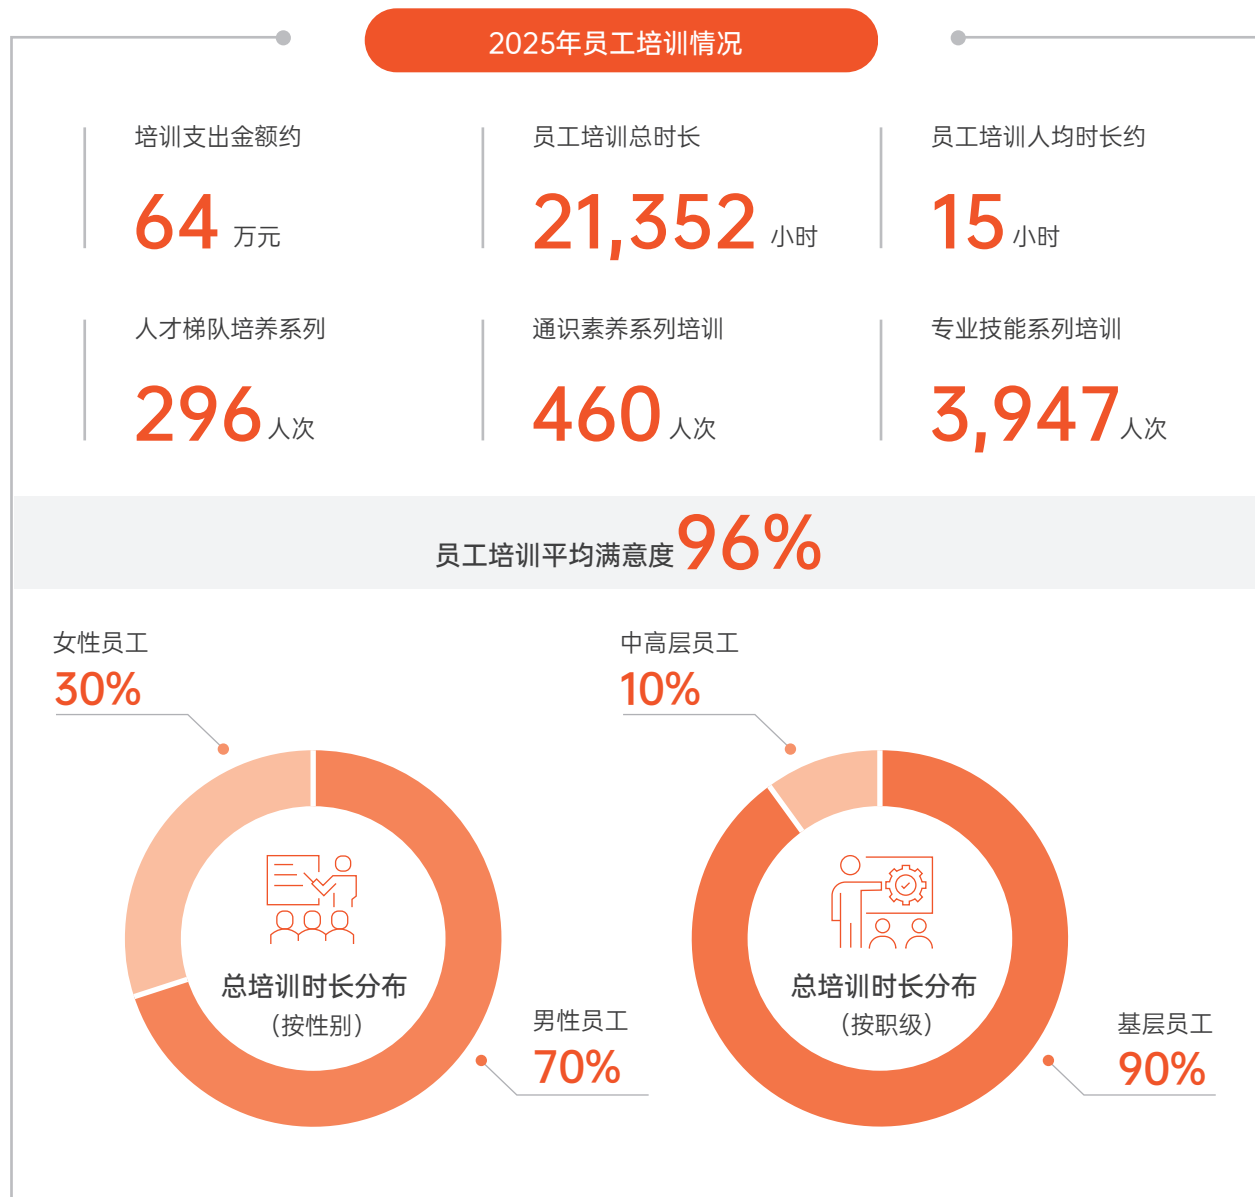 2025年员工培训情况
培训支出金额约
64 万元
员工培训总时长
21,352 小时
员工培训人均时长约
15 小时
人才梯队培养系列
296 人次
通识素养系列培训
460 人次
专业技能系列培训
3,947 人次
员工培训平均满意度 96%
女性员工
30%
总培训时长分布
（按性别）
男性员工
70%
中高层员工
10%
总培训时长分布
（按职级）
基层员工
90%